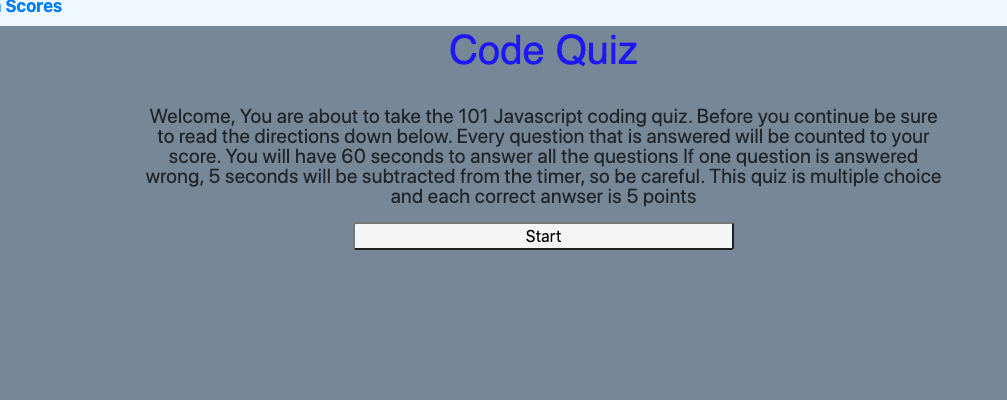 Scores
Code Quiz
Welcome, You are about to take the 101 Javascript coding quiz. Before you continue be sure
to read the directions down below. Every question that is answered will be counted to your
score. You will have 60 seconds to answer all the questions If one question is answered
wrong, 5 seconds will be subtracted from the timer, so be careful. This quiz is multiple choice
and each correct anwser is 5 points
Start